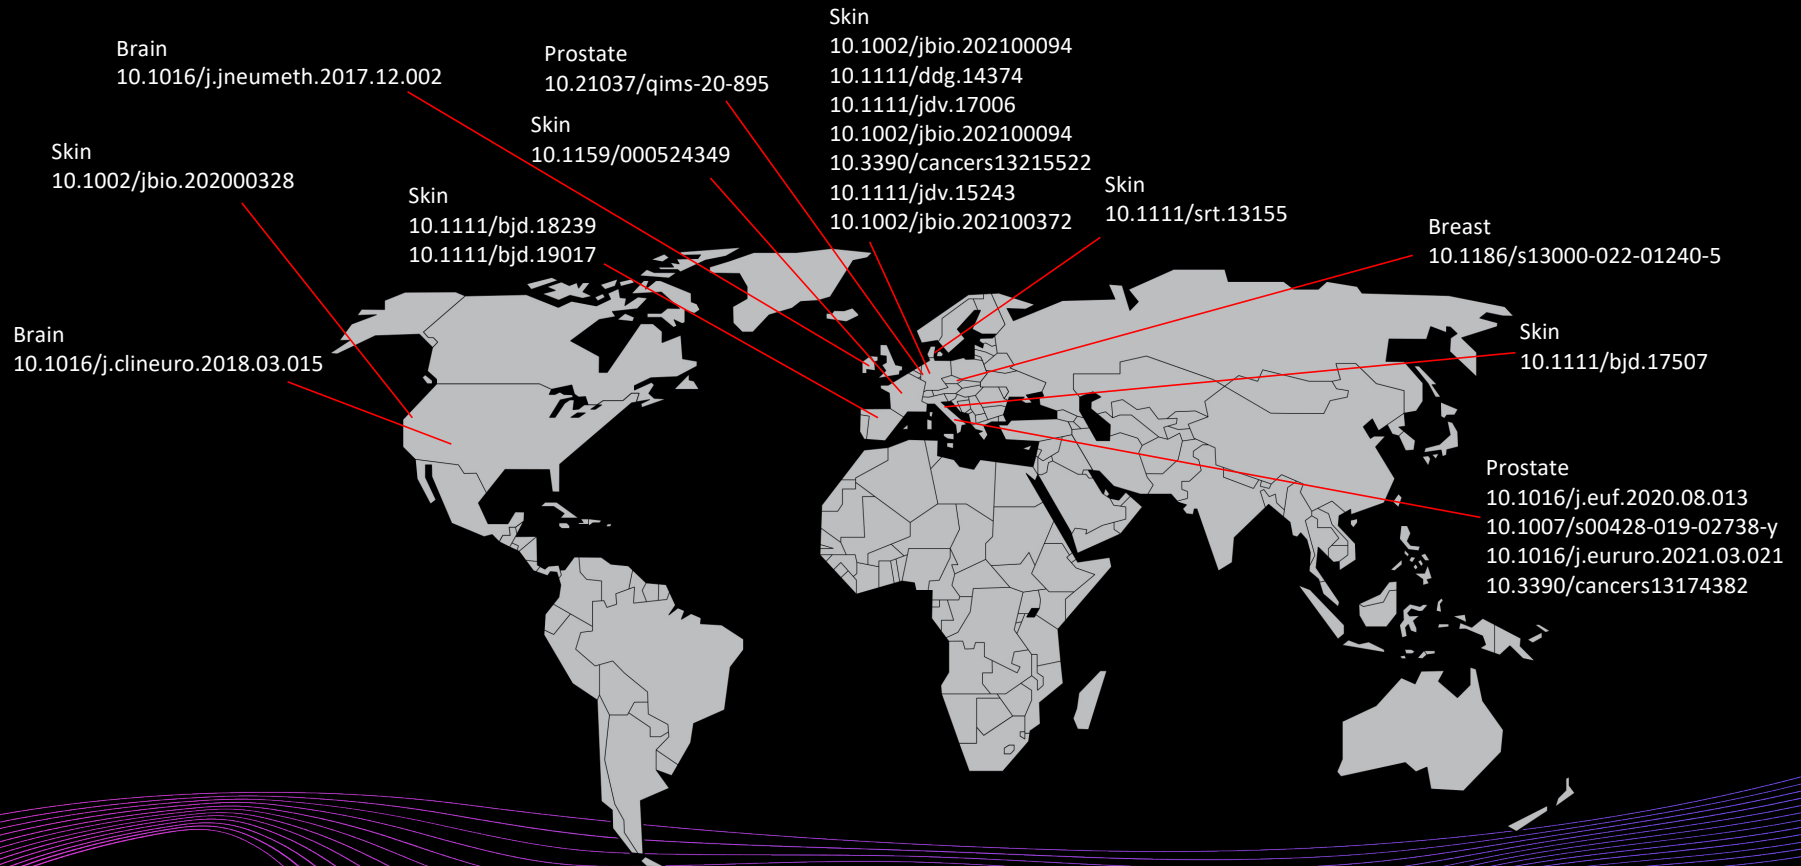 Skin
10.1002/jbio.202100094
10.1111/ddg.14374
10.1111/jdv.17006
10.1002/jbio.202100094
10.3390/cancers13215522
10.1111/jdv.15243
10.1002/jbio.202100372
Brain
10.1016/j.jneumeth.2017.12.002
Prostate
10.21037/qims-20-895
Skin
10.1159/000524349
Skin
10.1002/jbio.202000328
Skin
10.1111/bjd.18239
10.1111/bjd.19017
Skin
10.1111/srt.13155
Breast
10.1186/s13000-022-01240-5
Brain
10.1016/j.clineuro.2018.03.015
Skin
10.1111/bjd.17507
Prostate
10.1016/j.euf.2020.08.013
10.1007/s00428-019-02738-y
10.1016/j.eururo.2021.03.021
10.3390/cancers13174382